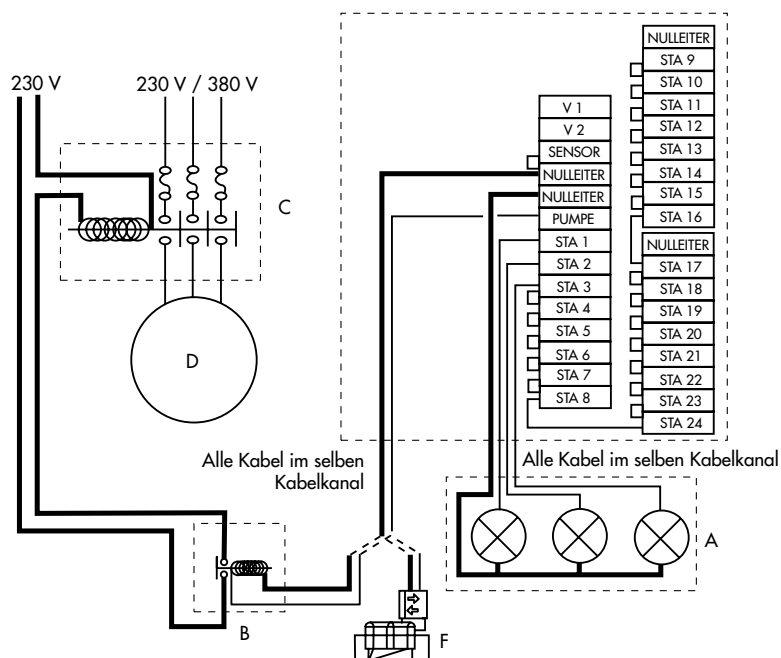 230 V
230 V / 380 V
C
D
V 1
V 2
SENSOR
NULLEITER
NULLEITER
PUMPE
STA 1
STA 2
STA 3
STA 4
STA 5
STA 6
STA 7
STA 8
NULLEITER
STA 9
STA 10
STA 11
STA 12
STA 13
STA 14
STA 15
STA 16
NULLEITER
STA 17
STA 18
STA 19
STA 20
STA 21
STA 22
STA 23
STA 24
Alle Kabel im selben
Kabelkanal
Alle Kabel im selben Kabelkanal
A
B
F